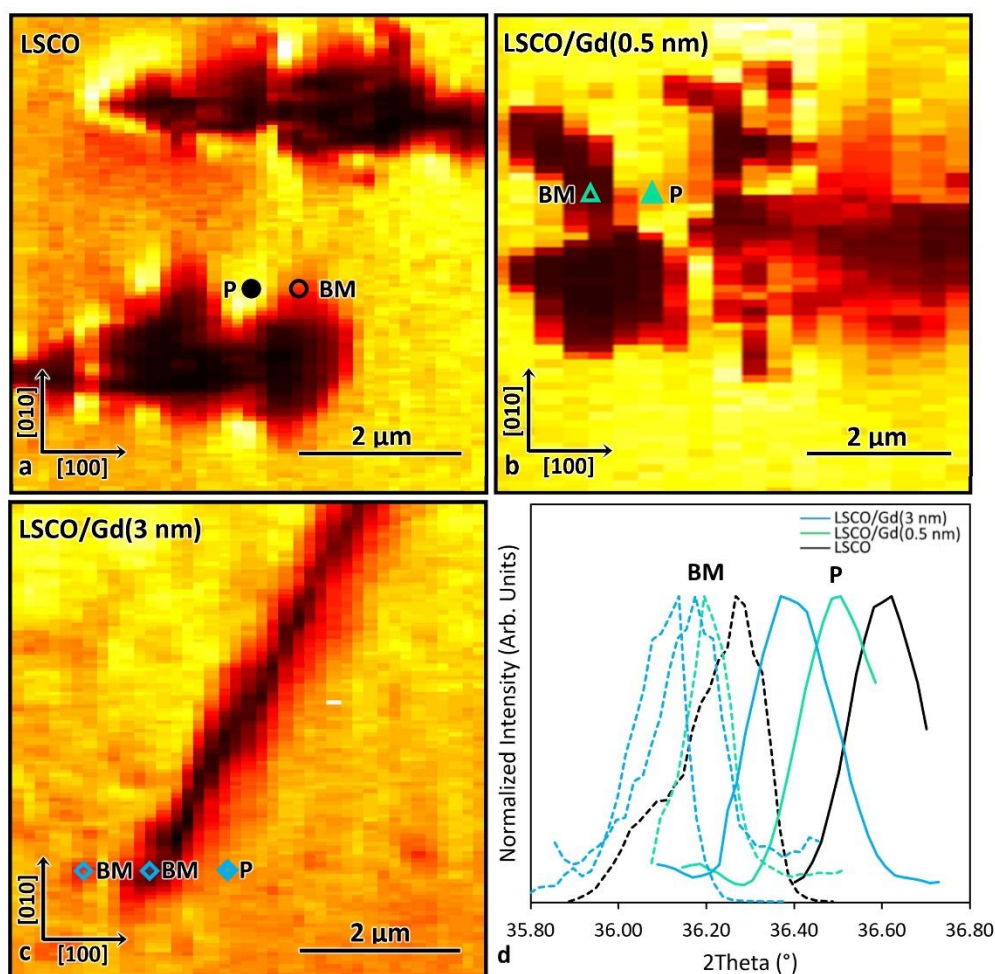 LSCO
P BM
[010]
2 μm
a [100]
LSCO/Gd(0.5 nm)
BM P
[010]
2 μm
b [100]
LSCO/Gd(3 nm)
BM BM P
[010]
2 μm
c [100]
LSCO/Gd(3 nm)
LSCO/Gd(0.5 nm)
LSCO
BM P
Normalized Intensity (Arb. Units)
35.80 36.00 36.20 36.40 36.60 36.80
d 2Theta (°)